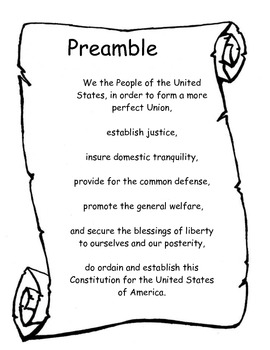 Preamble
We the People of the United
States, in order to form a more
perfect Union,
establish justice,
insure domestic tranquility,
provide for the common defense,
promote the general welfare,
and secure the blessings of liberty
to ourselves and our posterity,
do ordain and establish this
Constitution for the United States
of America.